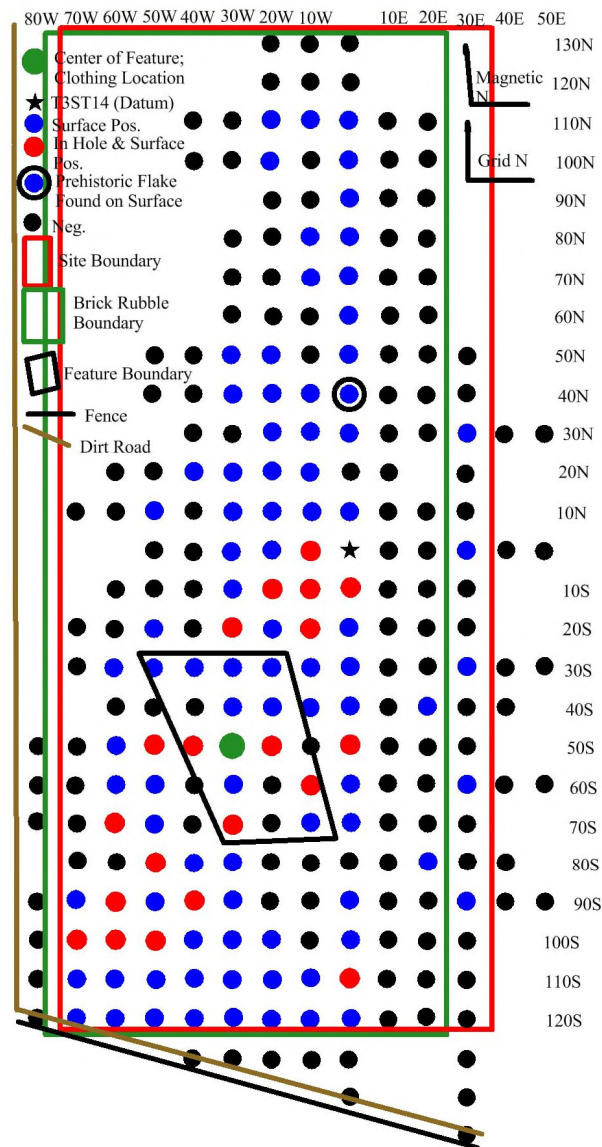 80W 70W 60W 50W 40W 30W 20W 10W 10E 20E 30E 40E 50E
130N
Center of Feature;
Clothing Location
Magnetic
N
120N
T3ST14 (Datum)
Surface Pos.
110N
In Hole & Surface
Pos.
Grid N
100N
Prehistoric Flake
Found on Surface
90N
Neg.
80N
Site Boundary
70N
Brick Rubble
Boundary
60N
50N
Feature Boundary
40N
Fence
30N
Dirt Road
20N
10N
10S
20S
30S
40S
50S
60S
70S
80S
90S
100S
110S
120S